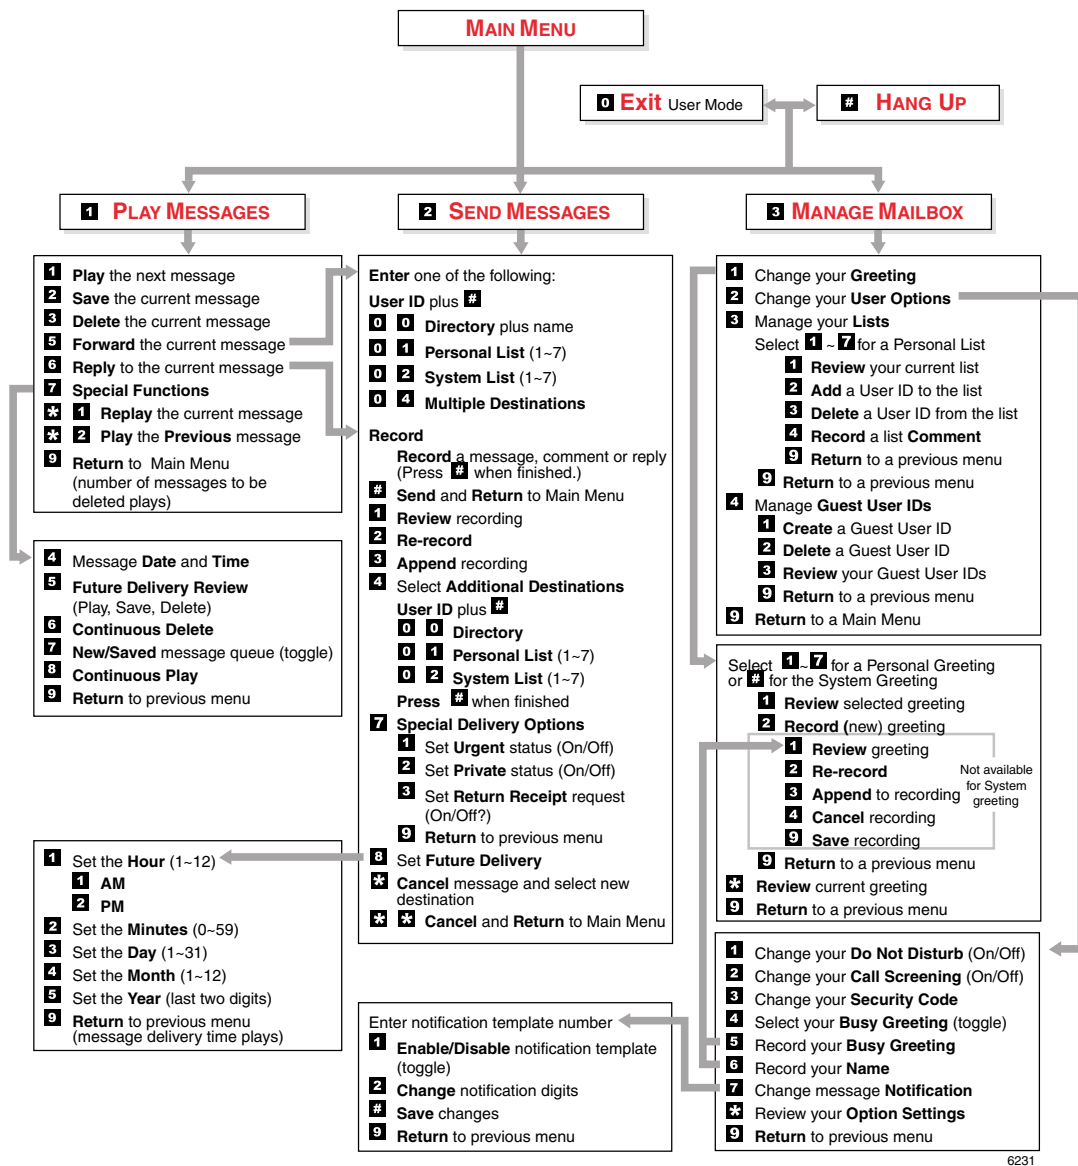 MAIN MENU
0 Exit User Mode
# HANG UP
1 PLAY MESSAGES
2 SEND MESSAGES
3 MANAGE MAILBOX
1 Play the next message
2 Save the current message
3 Delete the current message
5 Forward the current message
6 Reply to the current message
7 Special Functions
* 1 Replay the current message
* 2 Play the Previous message
9 Return to Main Menu
(number of messages to be
deleted plays)
4 Message Date and Time
5 Future Delivery Review
(Play, Save, Delete)
6 Continuous Delete
7 New/Saved message queue (toggle)
8 Continuous Play
9 Return to previous menu
1 Set the Hour (1~12)
1 AM
2 PM
2 Set the Minutes (0~59)
3 Set the Day (1~31)
4 Set the Month (1~12)
5 Set the Year (last two digits)
9 Return to previous menu
(message delivery time plays)
Enter one of the following:
User ID plus #
0 0 Directory plus name
0 1 Personal List (1~7)
0 2 System List (1~7)
0 4 Multiple Destinations
Record
Record a message, comment or reply
(Press # when finished.)
# Send and Return to Main Menu
1 Review recording
2 Re-record
3 Append recording
4 Select Additional Destinations
User ID plus #
0 0 Directory
0 1 Personal List (1~7)
0 2 System List (1~7)
Press # when finished
7 Special Delivery Options
1 Set Urgent status (On/Off)
2 Set Private status (On/Off)
3 Set Return Receipt request
(On/Off?)
9 Return to previous menu
8 Set Future Delivery
* Cancel message and select new
destination
* * Cancel and Return to Main Menu
Enter notification template number
1 Enable/Disable notification template
(toggle)
2 Change notification digits
# Save changes
9 Return to previous menu
1 Change your Greeting
2 Change your User Options
3 Manage your Lists
Select 1 ~ 7 for a Personal List
1 Review your current list
2 Add a User ID to the list
3 Delete a User ID from the list
4 Record a list Comment
9 Return to a previous menu
9 Return to a previous menu
4 Manage Guest User IDs
1 Create a Guest User ID
2 Delete a Guest User ID
3 Review your Guest User IDs
9 Return to a previous menu
9 Return to a Main Menu
Select 1 ~ 7 for a Personal Greeting
or # for the System Greeting
1 Review selected greeting
2 Record (new) greeting
1 Review greeting
2 Re-record
3 Append to recording
4 Cancel recording
9 Save recording
Not available
for System
greeting
9 Return to a previous menu
* Review current greeting
9 Return to a previous menu
1 Change your Do Not Disturb (On/Off)
2 Change your Call Screening (On/Off)
3 Change your Security Code
4 Select your Busy Greeting (toggle)
5 Record your Busy Greeting
6 Record your Name
7 Change message Notification
* Review your Option Settings
9 Return to previous menu
6231